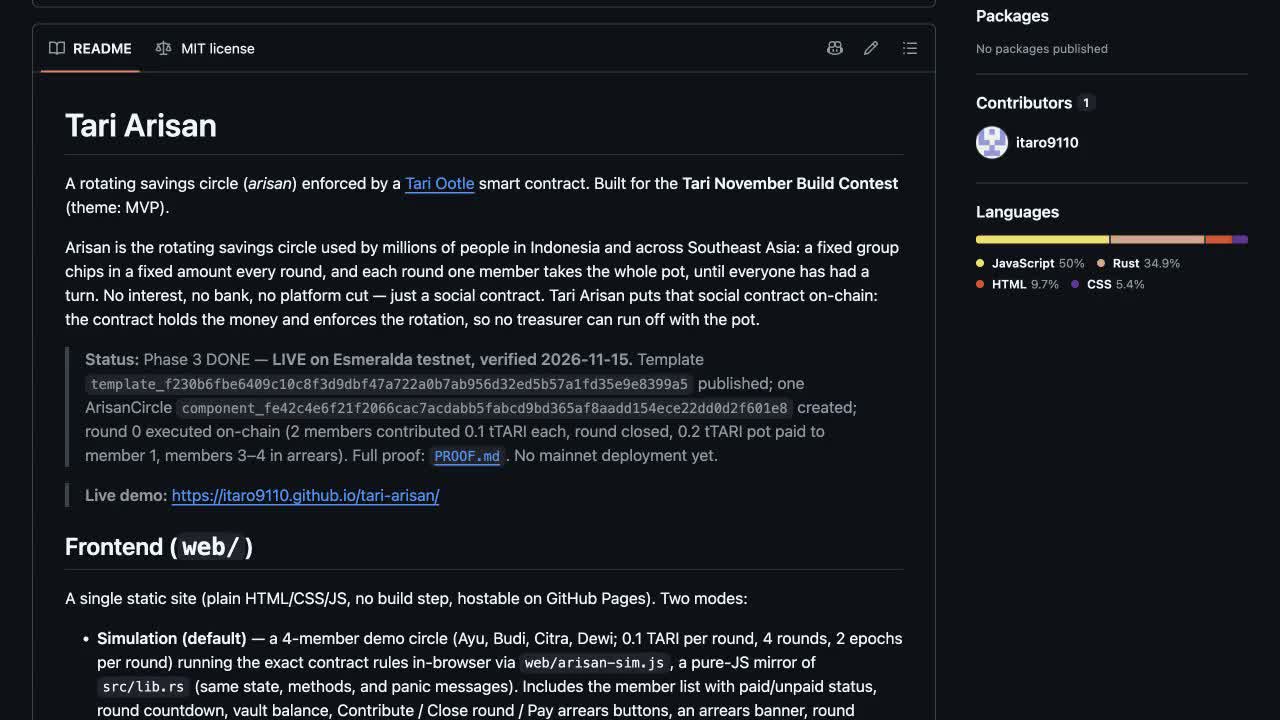 README
MIT license
Tari Arisan
A rotating savings circle (arisan) enforced by a Tari Ootle smart contract. Built for the Tari November Build Contest
(theme: MVP).
Arisan is the rotating savings circle used by millions of people in Indonesia and across Southeast Asia: a fixed group
chips in a fixed amount every round, and each round one member takes the whole pot, until everyone has had a
turn. No interest, no bank, no platform cut — just a social contract. Tari Arisan puts that social contract on-chain:
the contract holds the money and enforces the rotation, so no treasurer can run off with the pot.
Status: Phase 3 DONE — LIVE on Esmeralda testnet, verified 2026-11-15. Template
template_f230b6fbe6409c10c8f3d9dbf47a722a0b7ab956d32ed5b57a1fd35e9e8399a5 published; one
ArisanCircle component_fe42c4e6f21f2066cac7acdabb5fabcd9bd365af8aadd154ece22dd0d2f601e8 created;
round 0 executed on-chain (2 members contributed 0.1 tTARI each, round closed, 0.2 tTARI pot paid to
member 1, members 3–4 in arrears). Full proof: PROOF.md . No mainnet deployment yet.
Live demo: https://itaro9110.github.io/tari-arisan/
Frontend (web/)
A single static site (plain HTML/CSS/JS, no build step, hostable on GitHub Pages). Two modes:
• Simulation (default) — a 4-member demo circle (Ayu, Budi, Citra, Dewi; 0.1 TARI per round, 4 rounds, 2 epochs
per round) running the exact contract rules in-browser via web/arisan-sim.js , a pure-JS mirror of
src/lib.rs (same state, methods, and panic messages). Includes the member list with paid/unpaid status,
round countdown, vault balance, Contribute / Close round / Pay arrears buttons, an arrears banner, round
Packages
No packages published
Contributors 1
itaro9110
Languages
JavaScript 50% Rust 34.9%
HTML 9.7% CSS 5.4%